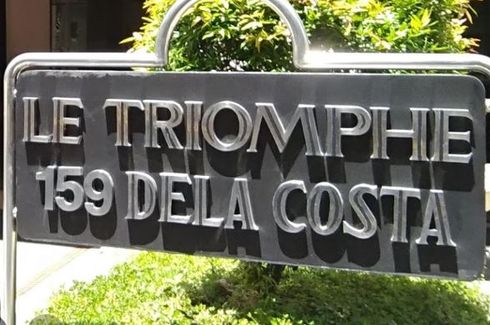 LE TRIOMPHE
159 DELA COSTA